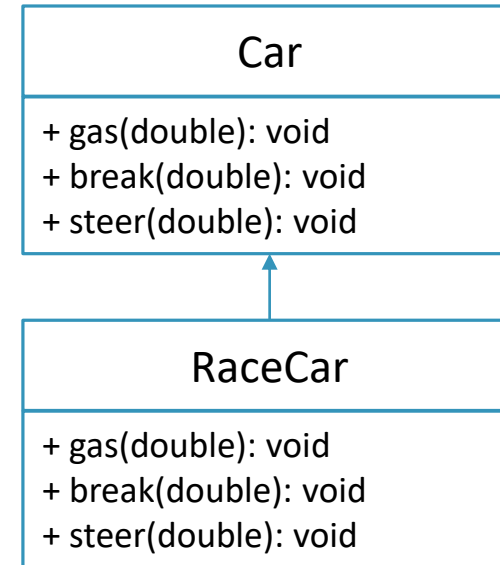 Car
+ gas(double): void
+ break(double): void
+ steer(double): void
RaceCar
+ gas(double): void
+ break(double): void
+ steer(double): void